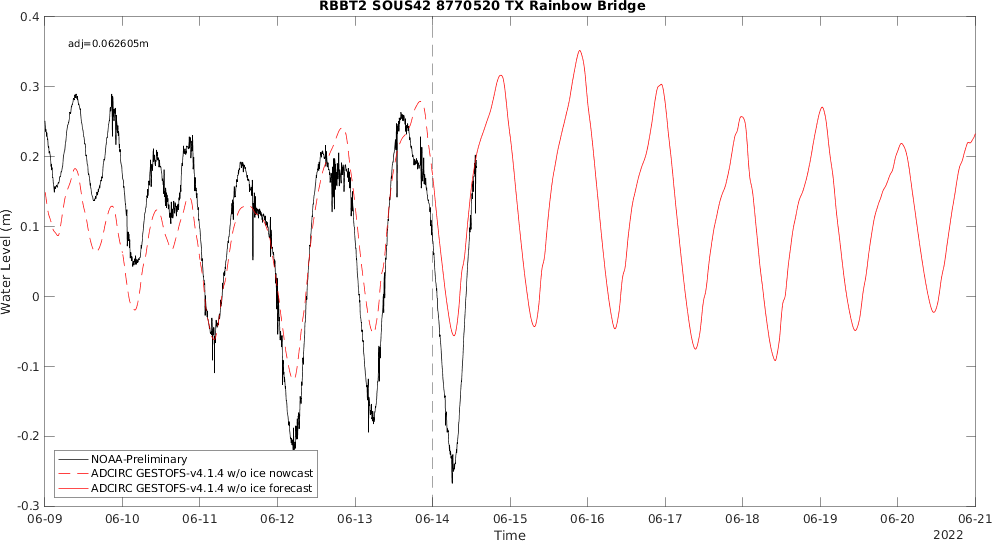 RBBT2 SOUS42 8770520 TX Rainbow Bridge
adj=0.062605m
0.4
0.3
0.2
0.1
0
-0.1
-0.2
-0.3
Water Level (m)
NOAA-Preliminary
ADCIRC GESTOFS-v4.1.4 w/o ice nowcast
ADCIRC GESTOFS-v4.1.4 w/o ice forecast
06-09 06-10 06-11 06-12 06-13 06-14 06-15 06-16 06-17 06-18 06-19 06-20 06-21
Time
2022